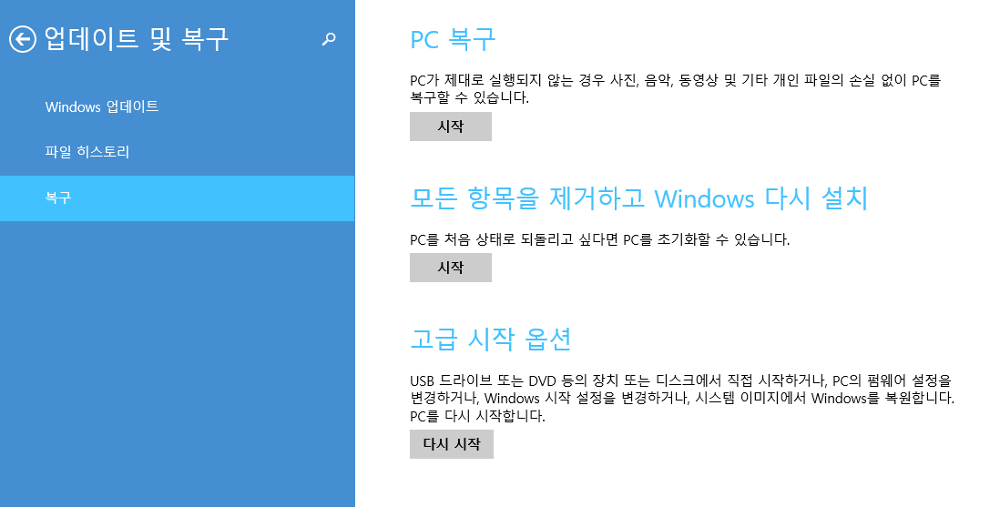 업데이트 및 복구
Windows 업데이트
파일 히스토리
복구
PC 복구
PC가 제대로 실행되지 않는 경우 사진, 음악, 동영상 및 기타 개인 파일의 손실 없이 PC를
복구할 수 있습니다.
시작
모든 항목을 제거하고 Windows 다시 설치
PC를 처음 상태로 되돌리고 싶다면 PC를 초기화할 수 있습니다.
시작
고급 시작 옵션
USB 드라이브 또는 DVD 등의 장치 또는 디스크에서 직접 시작하거나, PC의 펌웨어 설정을
변경하거나, Windows 시작 설정을 변경하거나, 시스템 이미지에서 Windows를 복원합니다.
PC를 다시 시작합니다.
다시 시작